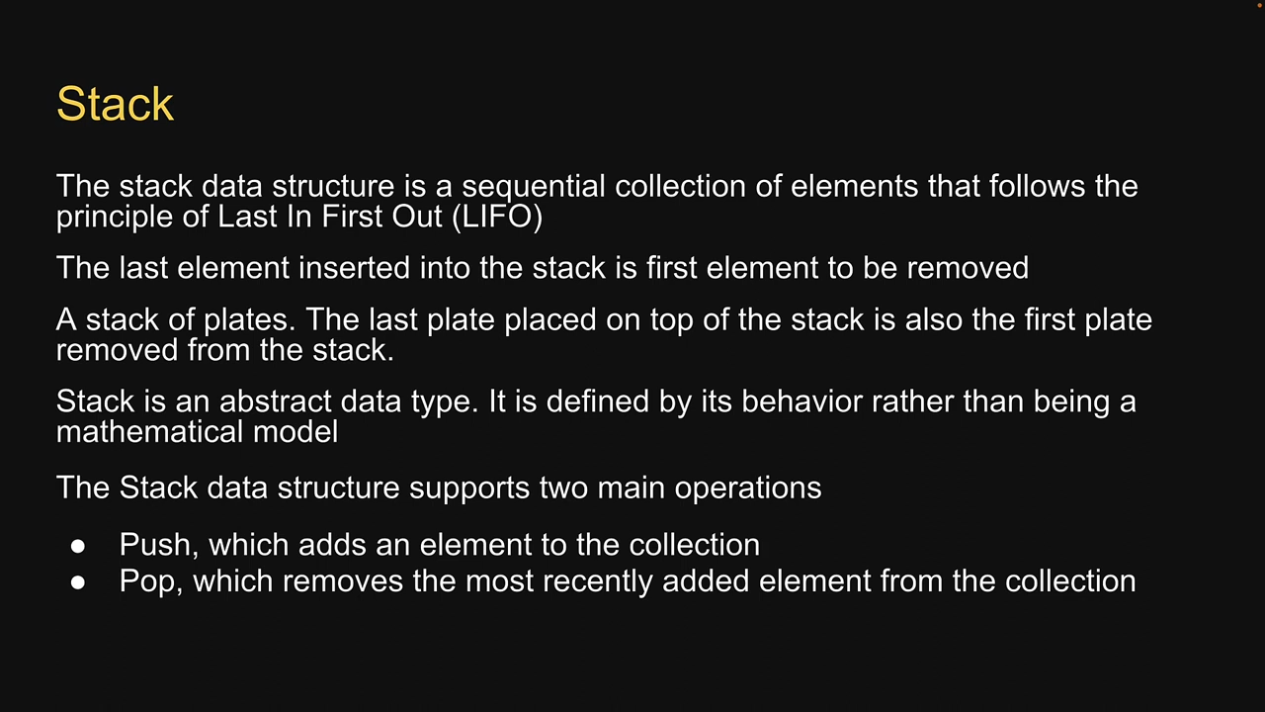 Stack
The stack data structure is a sequential collection of elements that follows the
principle of Last In First Out (LIFO)
The last element inserted into the stack is first element to be removed
A stack of plates. The last plate placed on top of the stack is also the first plate
removed from the stack.
Stack is an abstract data type. It is defined by its behavior rather than being a
mathematical model
The Stack data structure supports two main operations
● Push, which adds an element to the collection
● Pop, which removes the most recently added element from the collection